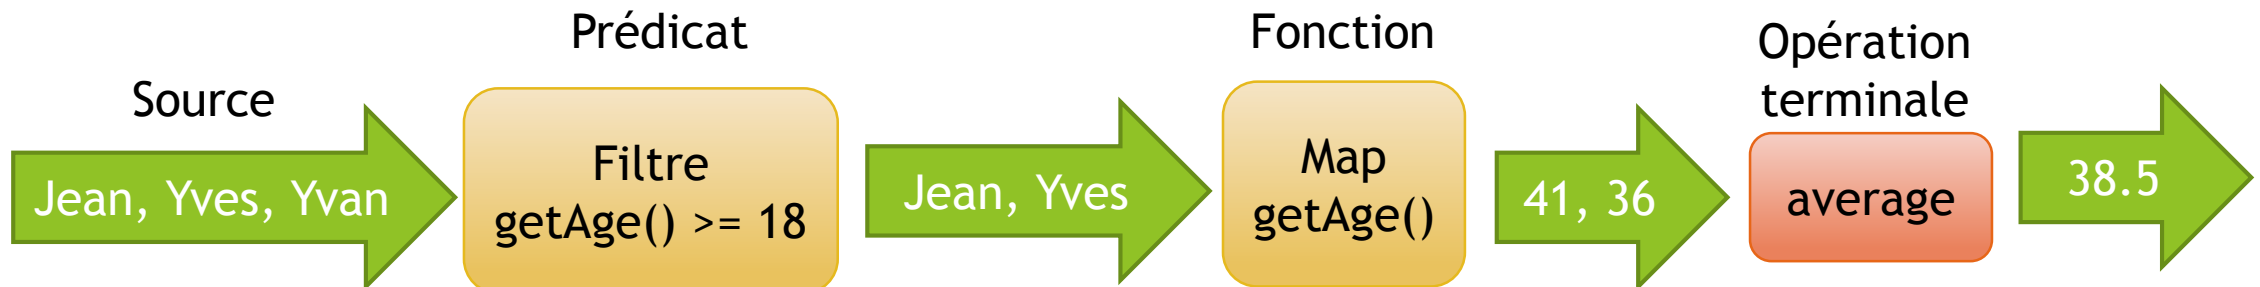 Source
Jean, Yves, Yvan
Prédicat
Filtre
getAge() >= 18
Jean, Yves
Fonction
Map
getAge()
41, 36
Opération
terminale
average
38.5